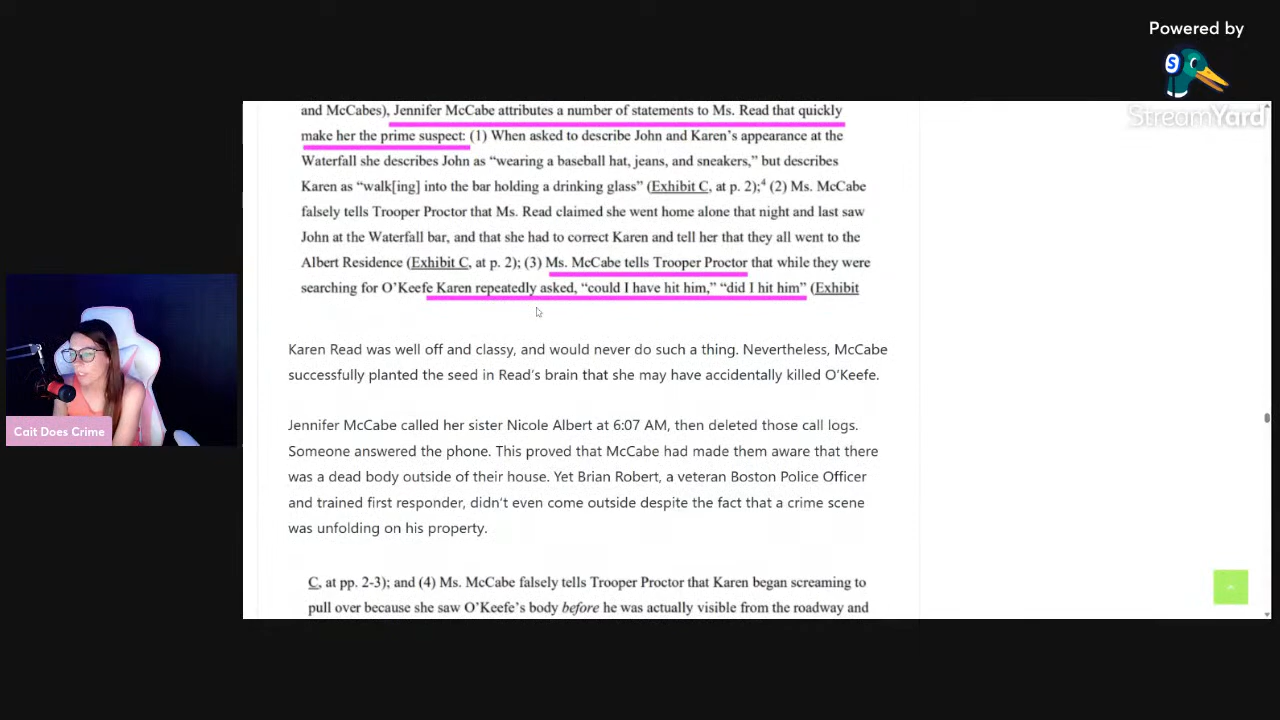 Powered by
S
StreamYard
and McCabes), Jennifer McCabe attributes a number of statements to Ms. Read that quickly
make her the prime suspect: (1) When asked to describe John and Karen's appearance at the
Waterfall she describes John as “wearing a baseball hat, jeans, and sneakers,” but describes
Karen as “walk[ing] into the bar holding a drinking glass” (Exhibit C, at p. 2);4 (2) Ms. McCabe
falsely tells Trooper Proctor that Ms. Read claimed she went home alone that night and last saw
John at the Waterfall bar, and that she had to correct Karen and tell her that they all went to the
Albert Residence (Exhibit C, at p. 2); (3) Ms. McCabe tells Trooper Proctor that while they were
searching for O'Keefe Karen repeatedly asked, “could I have hit him,” “did I hit him” (Exhibit
Karen Read was well off and classy, and would never do such a thing. Nevertheless, McCabe
successfully planted the seed in Read's brain that she may have accidentally killed O'Keefe.
Jennifer McCabe called her sister Nicole Albert at 6:07 AM, then deleted those call logs.
Someone answered the phone. This proved that McCabe had made them aware that there
was a dead body outside of their house. Yet Brian Robert, a veteran Boston Police Officer
and trained first responder, didn't even come outside despite the fact that a crime scene
was unfolding on his property.
C, at pp. 2-3); and (4) Ms. McCabe falsely tells Trooper Proctor that Karen began screaming to
pull over because she saw O'Keefe's body before he was actually visible from the roadway and
Cait Does Crime